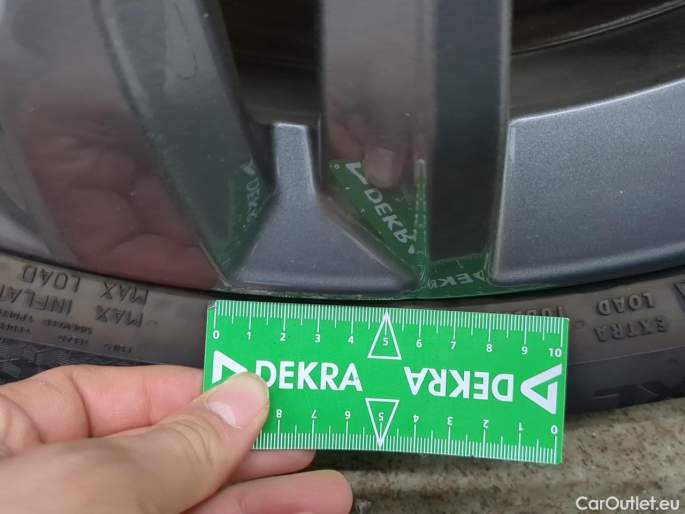 MAX INFLAT
MAX LOAD
EXTRA
LOAD
0 1 2 3 4 5 6 7 8 9 10
DEKRA DEKRA
8 7 6 5 4 3 2 1 0
DEKRA
DEK
CarOutlet.eu